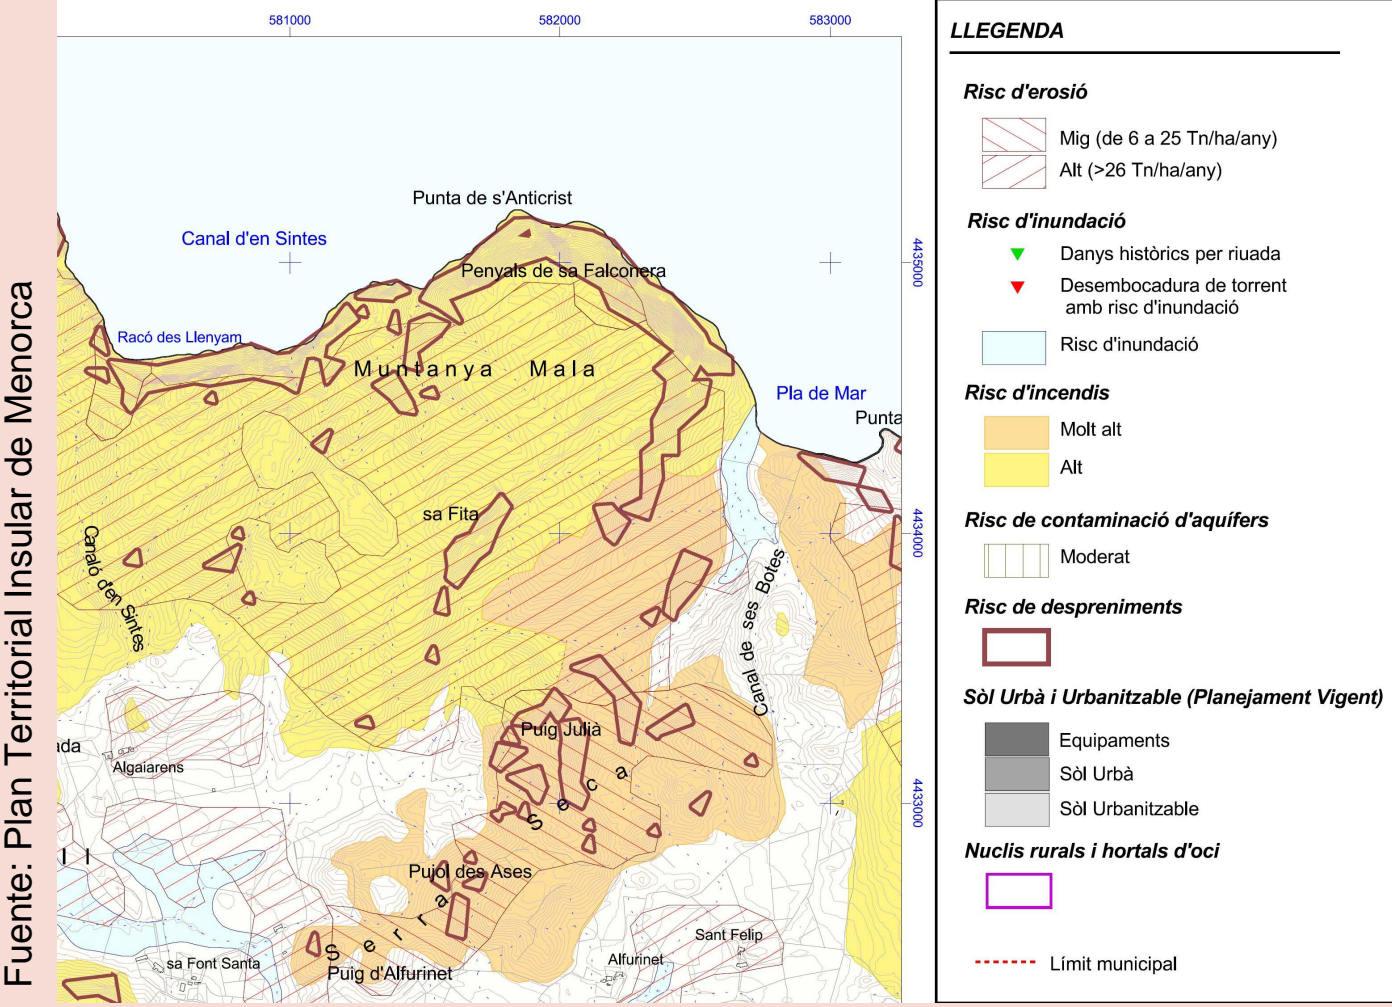 Fuente: Plan Territorial Insular de Menorca
581000
582000
583000
Punta de s'Anticrist
Canal d'en Sintes
4435000
Penyals de sa Falconera
Racó des Llenyam
Muntanya Mala
Pla de Mar
Punta
sa Fita
4434000
Canaló d'en Sintes
Canal de ses Botes
Puig Julià
ada
Algaiarens
4433000
Serra Seca
ll
Pujol des Ases
Sant Felip
sa Font Santa
Alfurinet
Puig d'Alfurinet
LLEGENDA
Risc d'erosió
Mig (de 6 a 25 Tn/ha/any)
Alt (>26 Tn/ha/any)
Risc d'inundació
Danys històrics per riuada
Desembocadura de torrent
amb risc d'inundació
Risc d'inundació
Risc d'incendis
Molt alt
Alt
Risc de contaminació d'aqüífers
Moderat
Risc de despreniments
Sòl Urbà i Urbanitzable (Planejament Vigent)
Equipaments
Sòl Urbà
Sòl Urbanitzable
Nuclis rurals i hortals d'oci
Límit municipal